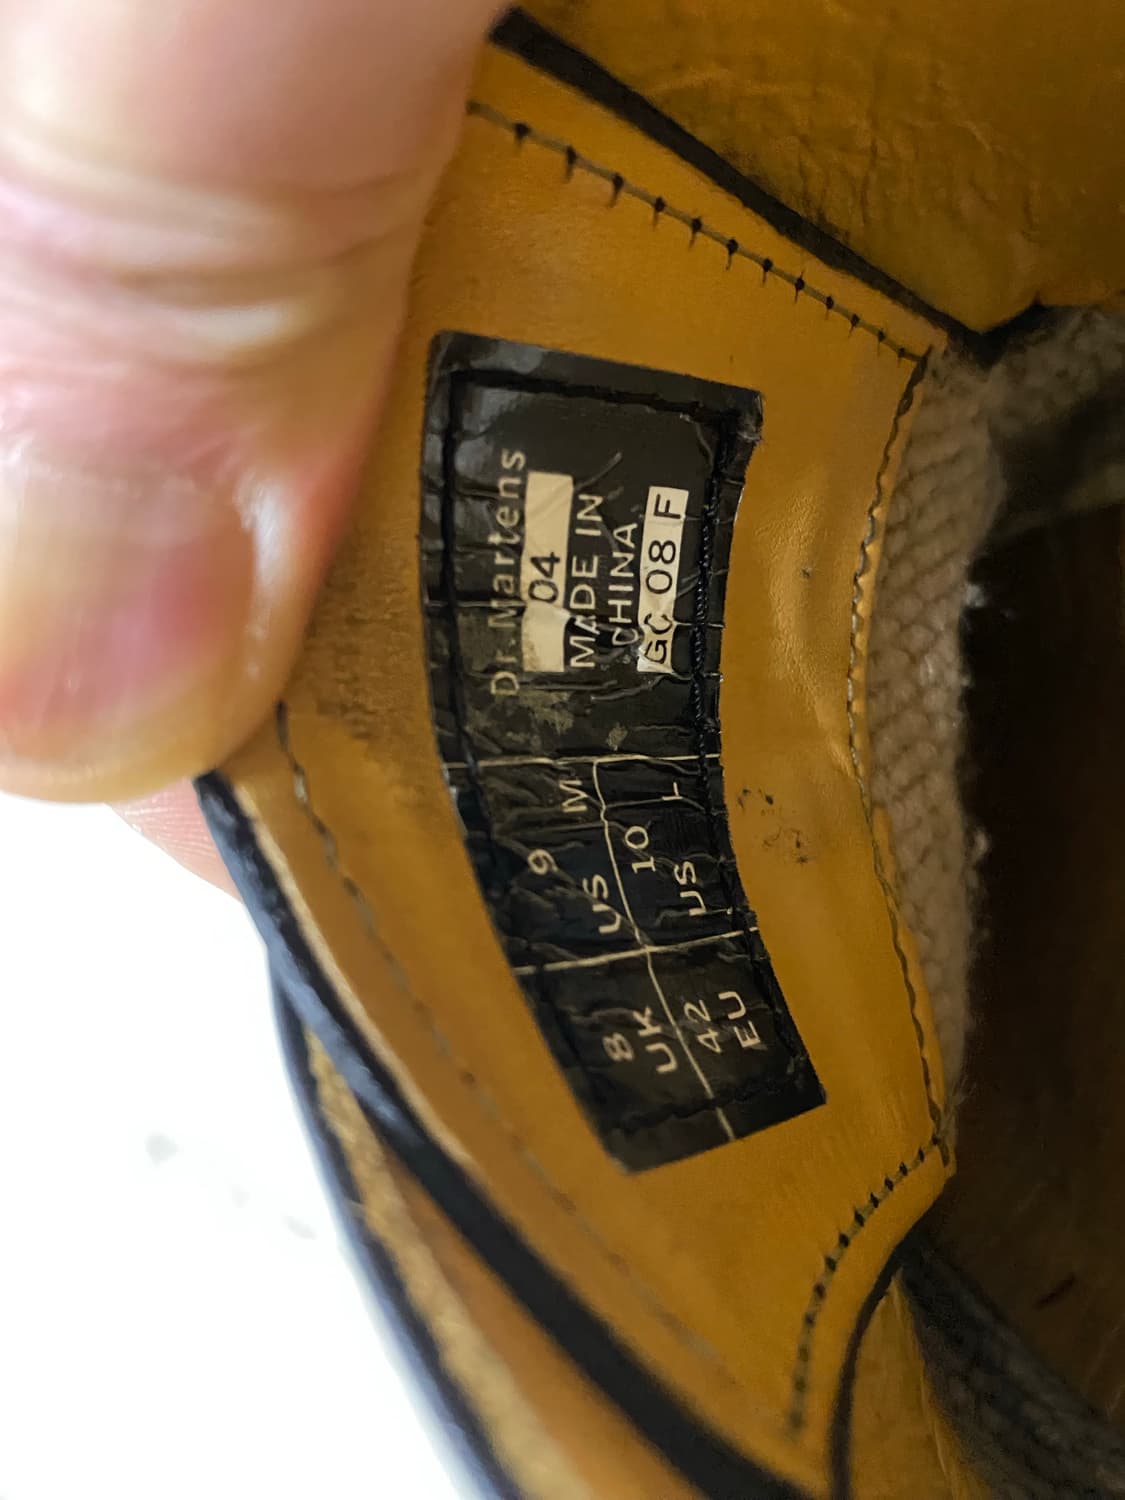 Dr. Martens
04
MADE IN
CHINA
GC 08 F
US 9 M
US 10 L
8
UK
42
EU